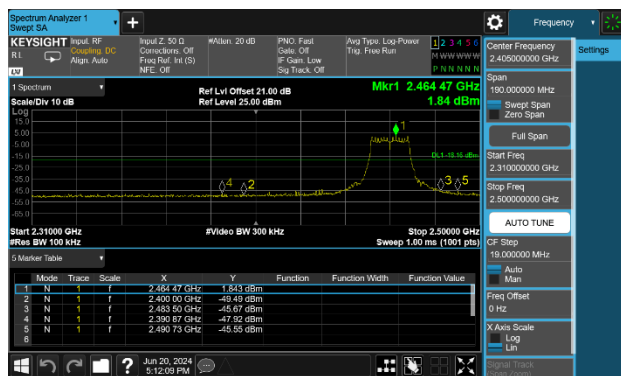 Spectrum Analyzer 1
Swept SA
Frequency
KEYSIGHT
RL
Input: RF
Coupling: DC
Align: Auto
Input Z: 50 Ω
Corrections: Off
Freq Ref: Int (S)
NFE: Off
#Atten: 20 dB
PNO: Fast
Gate: Off
IF Gain: Low
Sig Track: Off
Avg Type: Log-Power
Trig: Free Run
1 2 3 4 5 6
M W W W W W
P N N N N N
1 Spectrum
Scale/Div 10 dB
Ref Lvl Offset 21.00 dB
Ref Level 25.00 dBm
Mkr1 2.464 47 GHz
1.84 dBm
Log
15.0
5.00
-5.00
-15.0
-25.0
-35.0
-45.0
-55.0
-65.0
1
DL1 -18.16 dBm
4
2
3
5
Start 2.31000 GHz
#Video BW 300 kHz
Stop 2.50000 GHz
#Res BW 100 kHz
Sweep 1.00 ms (1001 pts)
5 Marker Table
Mode Trace Scale X Y Function Function Width Function Value
1 N 1 f 2.464 47 GHz 1.843 dBm
2 N 1 f 2.400 00 GHz -49.49 dBm
3 N 1 f 2.483 50 GHz -45.67 dBm
4 N 1 f 2.390 87 GHz -47.92 dBm
5 N 1 f 2.490 73 GHz -45.55 dBm
6
Jun 20, 2024
5:12:09 PM
Settings
Center Frequency
2.405000000 GHz
Span
190.000000 MHz
Swept Span
Zero Span
Full Span
Start Freq
2.310000000 GHz
Stop Freq
2.500000000 GHz
AUTO TUNE
CF Step
19.000000 MHz
Auto
Man
Freq Offset
0 Hz
X Axis Scale
Log
Lin
Signal Track
(Span Zoom)